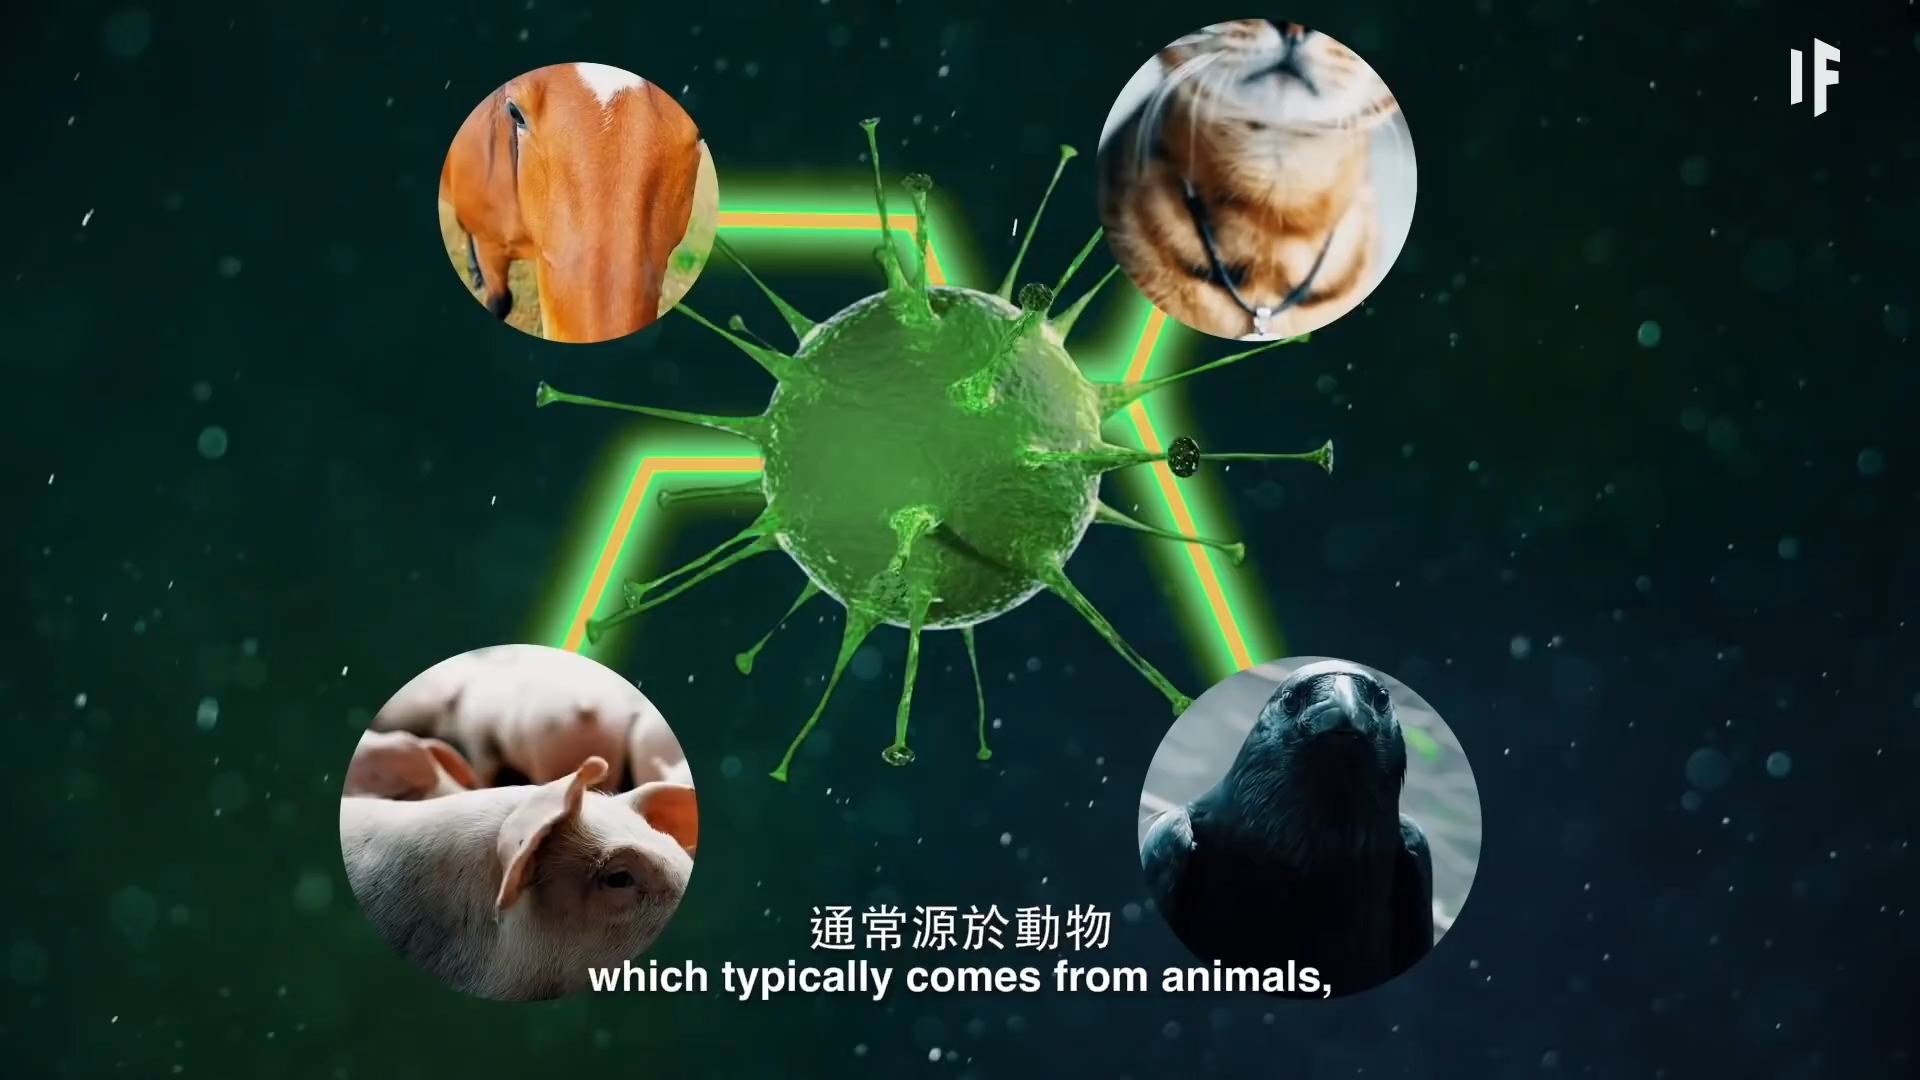 IF
通常源於動物
which typically comes from animals,